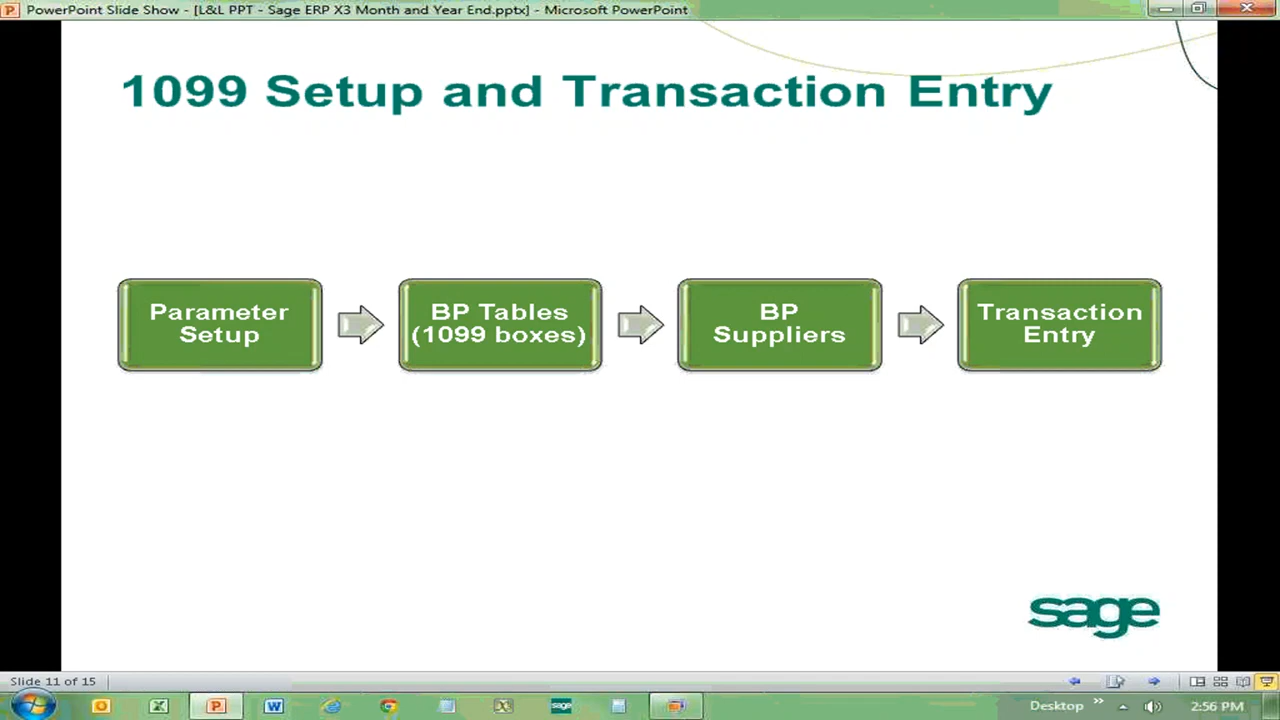 PowerPoint Slide Show - [L&L PPT - Sage ERP X3 Month and Year End.pptx] - Microsoft PowerPoint
1099 Setup and Transaction Entry
Parameter
Setup
BP Tables
(1099 boxes)
BP
Suppliers
Transaction
Entry
sage
Slide 11 of 15
sage
Desktop
2:56 PM